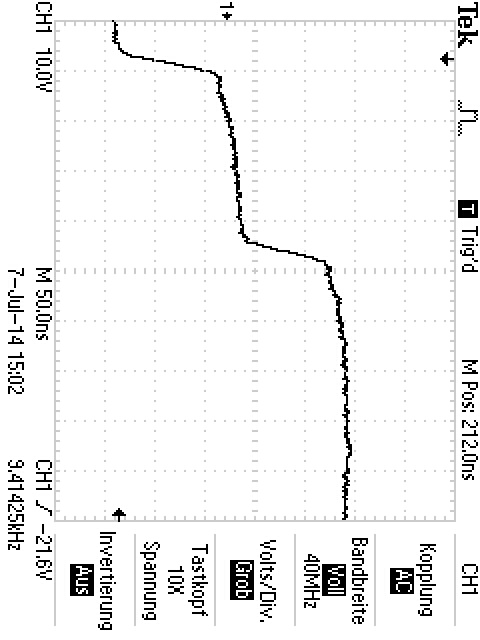 Tek
T Trig'd
M Pos: 212.0ns
CH1
Kopplung
AC
Bandbreite
Voll
40MHz
Volts/Div.
Grob
Tastkopf
10X
Spannung
Invertierung
Aus
1
CH1 10.0V
M 50.0ns
CH1 / -21.6V
7-Jul-14 15:02
9.41425kHz